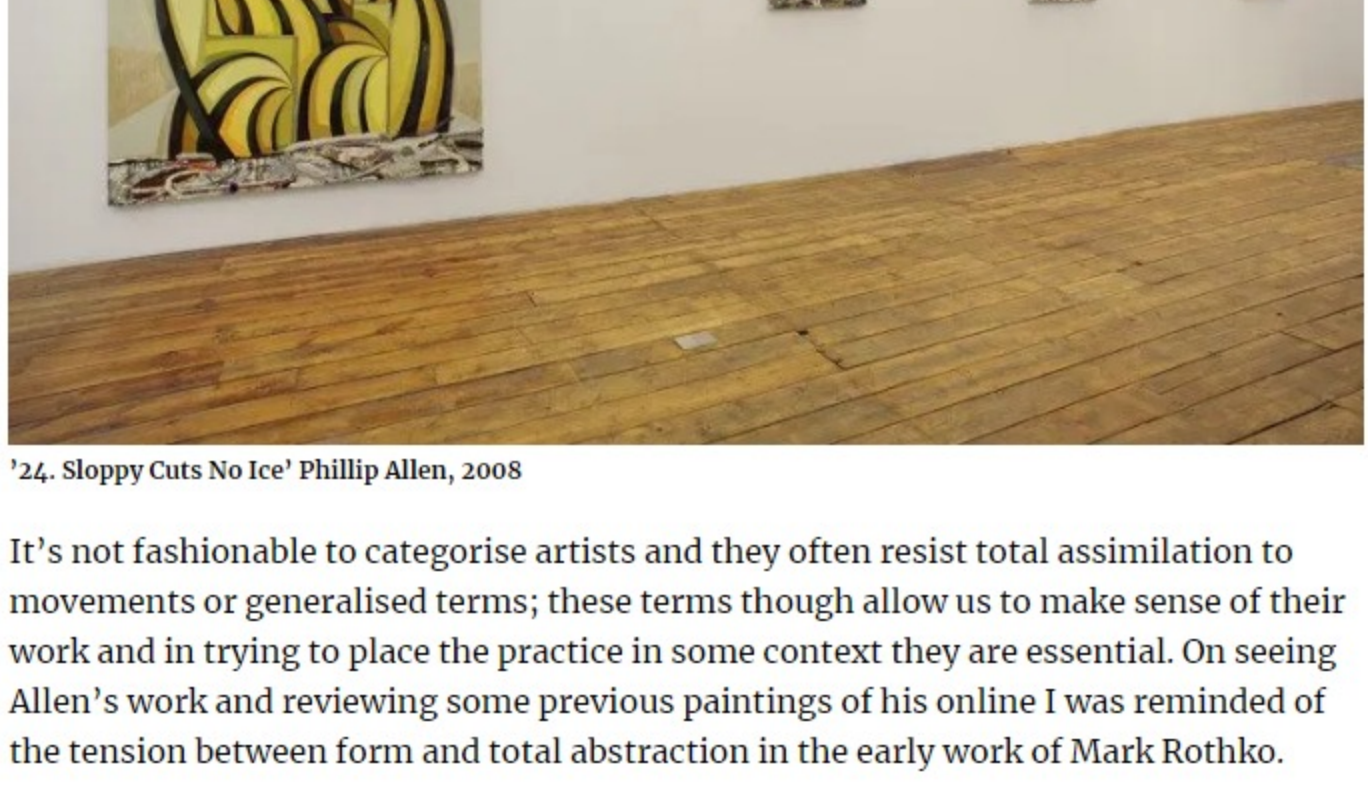 ’24. Sloppy Cuts No Ice’ Phillip Allen, 2008
It’s not fashionable to categorise artists and they often resist total assimilation to
movements or generalised terms; these terms though allow us to make sense of their
work and in trying to place the practice in some context they are essential. On seeing
Allen’s work and reviewing some previous paintings of his online I was reminded of
the tension between form and total abstraction in the early work of Mark Rothko.